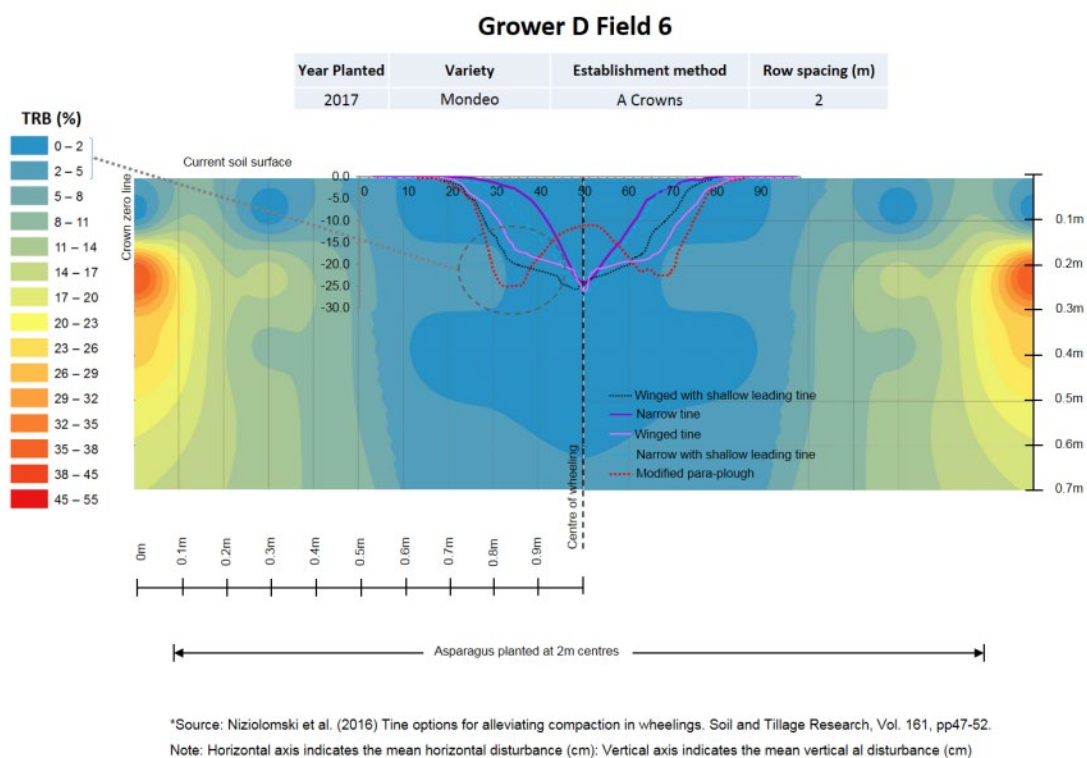 Grower D Field 6
Year Planted Variety Establishment method Row spacing (m)
2017 Mondeo A Crowns 2
TRB (%)
0 – 2
2 – 5
5 – 8
8 – 11
11 – 14
14 – 17
17 – 20
20 – 23
23 – 26
26 – 29
29 – 32
32 – 35
35 – 38
38 – 45
45 – 55
Current soil surface
Crown zero line
0.0
-5.0
-10.0
-15.0
-20.0
-25.0
-30.0
0 10 20 30 40 50 60 70 80 90
0.1m
0.2m
0.3m
0.4m
0.5m
0.6m
0.7m
Winged with shallow leading tine
Narrow tine
Winged tine
Narrow with shallow leading tine
Modified para-plough
Centre of wheeling
0m 0.1m 0.2m 0.3m 0.4m 0.5m 0.6m 0.7m 0.8m 0.9m
Asparagus planted at 2m centres
*Source: Niziolomski et al. (2016) Tine options for alleviating compaction in wheelings. Soil and Tillage Research, Vol. 161, pp47-52.
Note: Horizontal axis indicates the mean horizontal disturbance (cm): Vertical axis indicates the mean vertical al disturbance (cm)